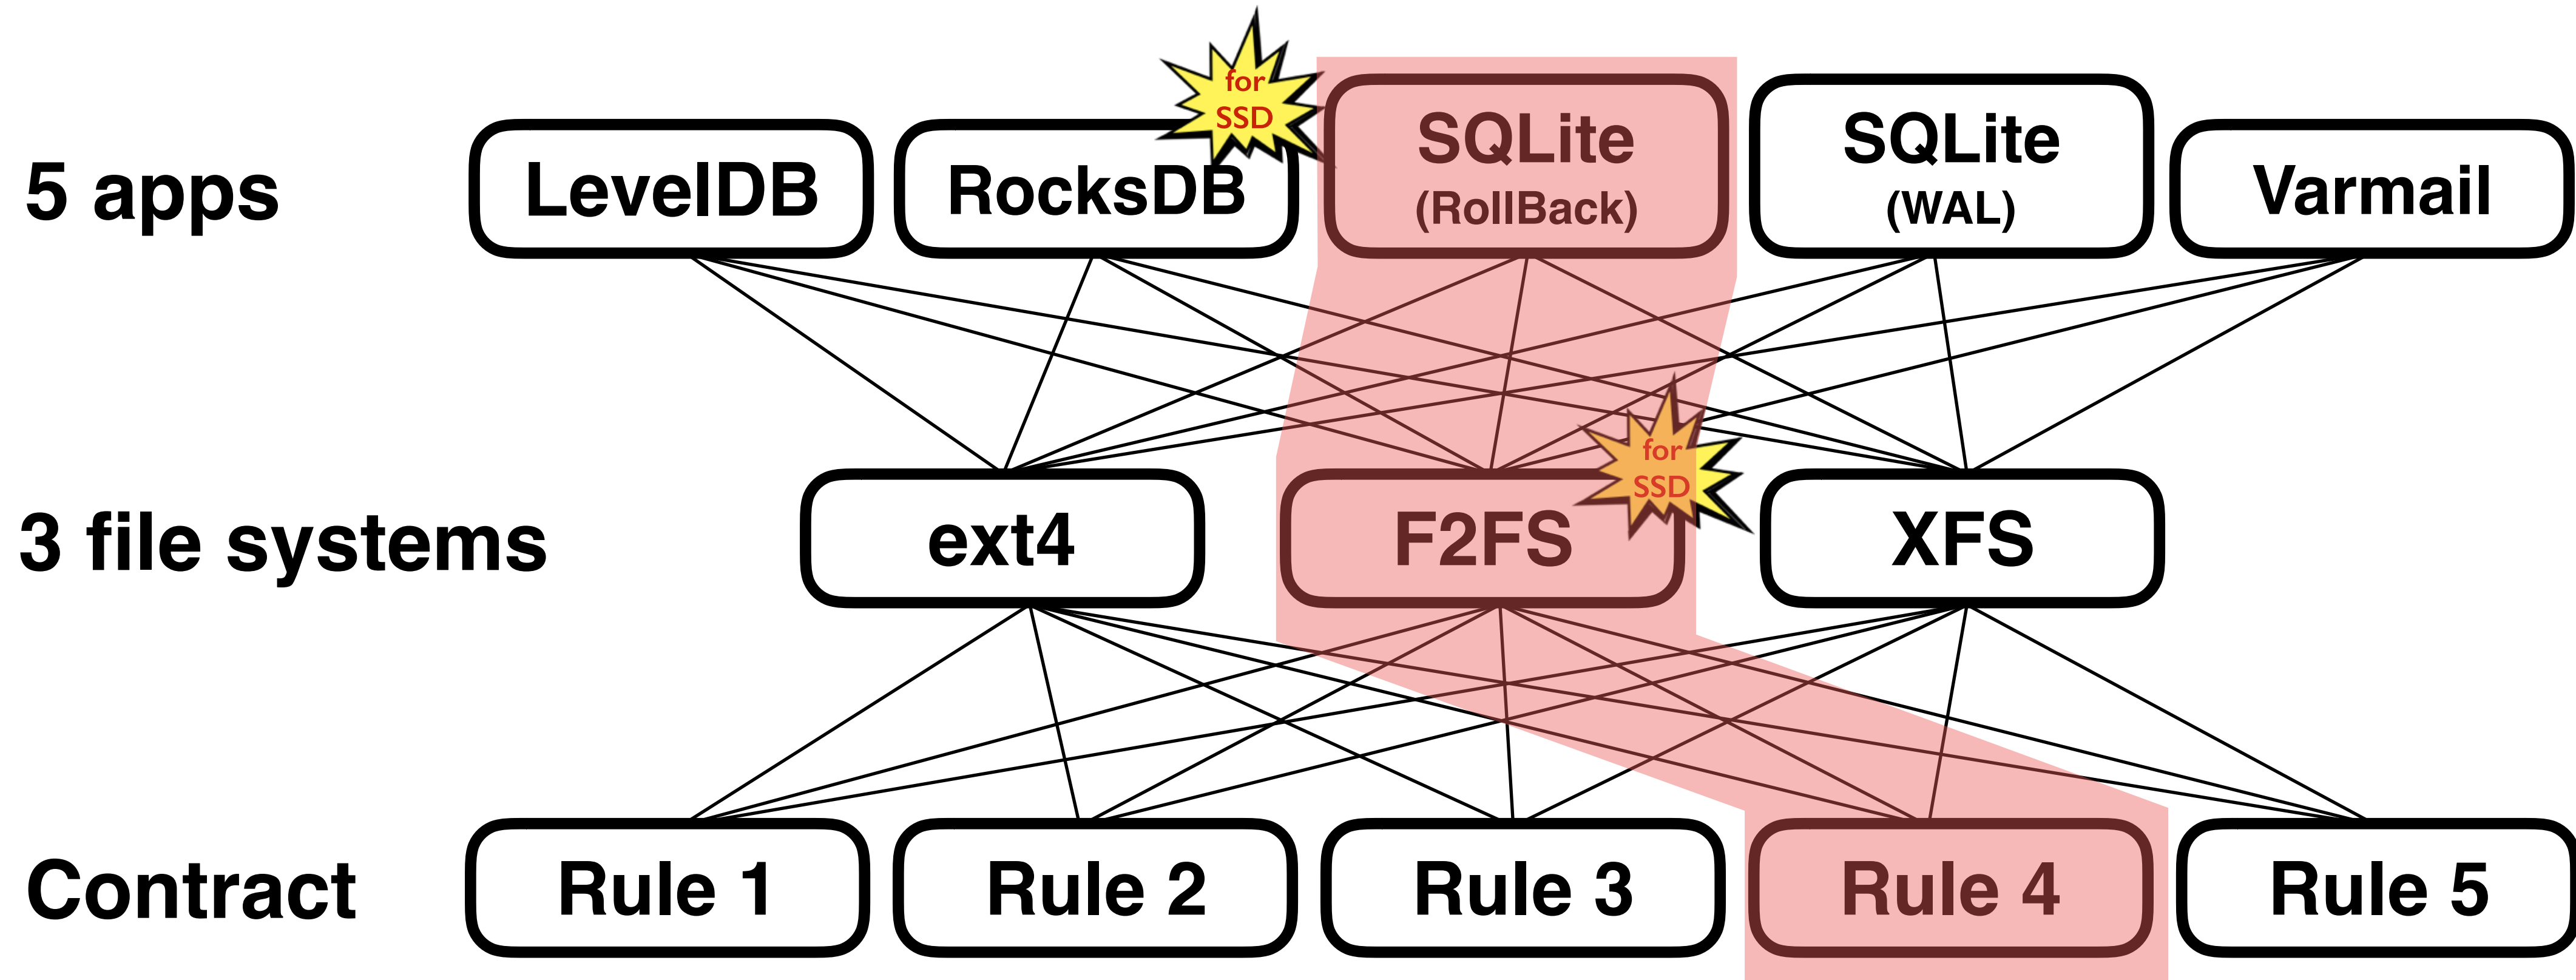 for
SSD
5 apps
LevelDB
RocksDB
SQLite
(RollBack)
SQLite
(WAL)
Varmail
for
SSD
3 file systems
ext4
F2FS
XFS
Contract
Rule 1
Rule 2
Rule 3
Rule 4
Rule 5